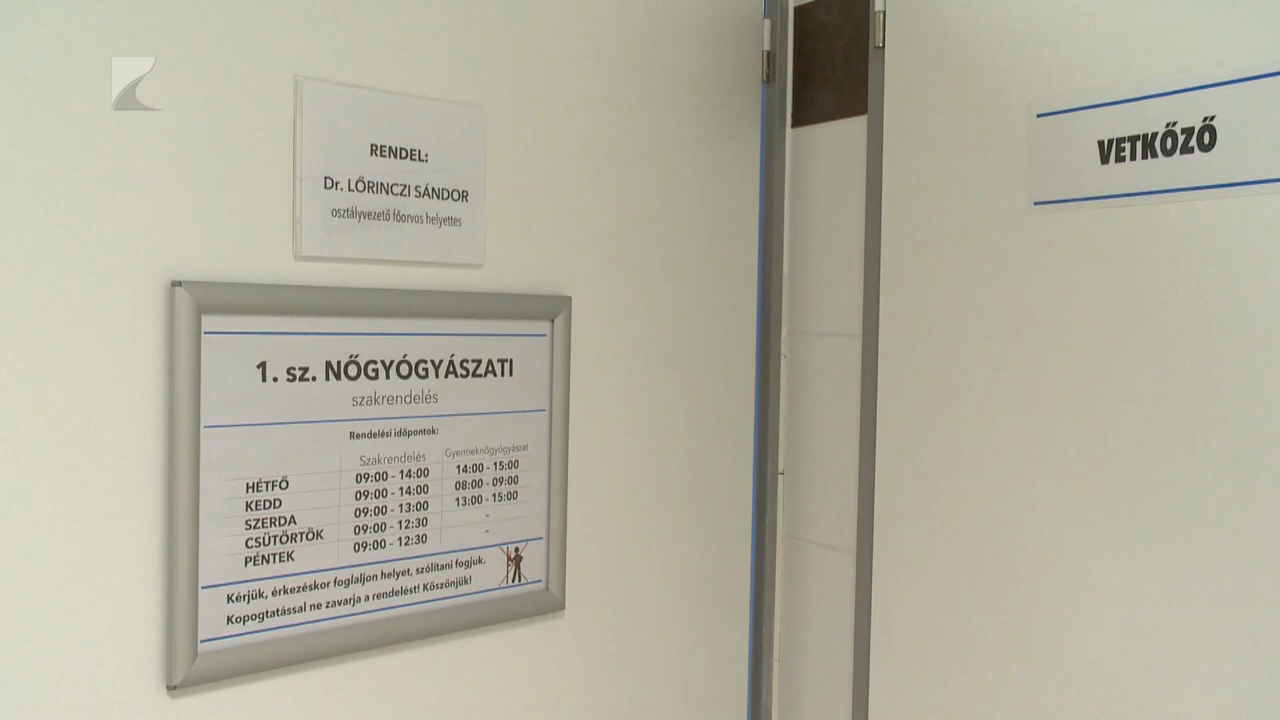 RENDEL:
Dr. LŐRINCZI SÁNDOR
osztályvezető főorvos helyettes
1. sz. NŐGYÓGYÁSZATI
szakrendelés
Rendelési időpontok:
Szakrendelés Gyermeknőgyógyászat
HÉTFŐ 09:00 - 14:00 14:00 - 15:00
KEDD 09:00 - 14:00 08:00 - 09:00
SZERDA 09:00 - 13:00 13:00 - 15:00
CSÜTÖRTÖK 09:00 - 12:30 -
PÉNTEK 09:00 - 12:30 -
Kérjük, érkezéskor foglaljon helyet, szólítani fogjuk.
Kopogtatással ne zavarja a rendelést! Köszönjük!
VETKŐZŐ